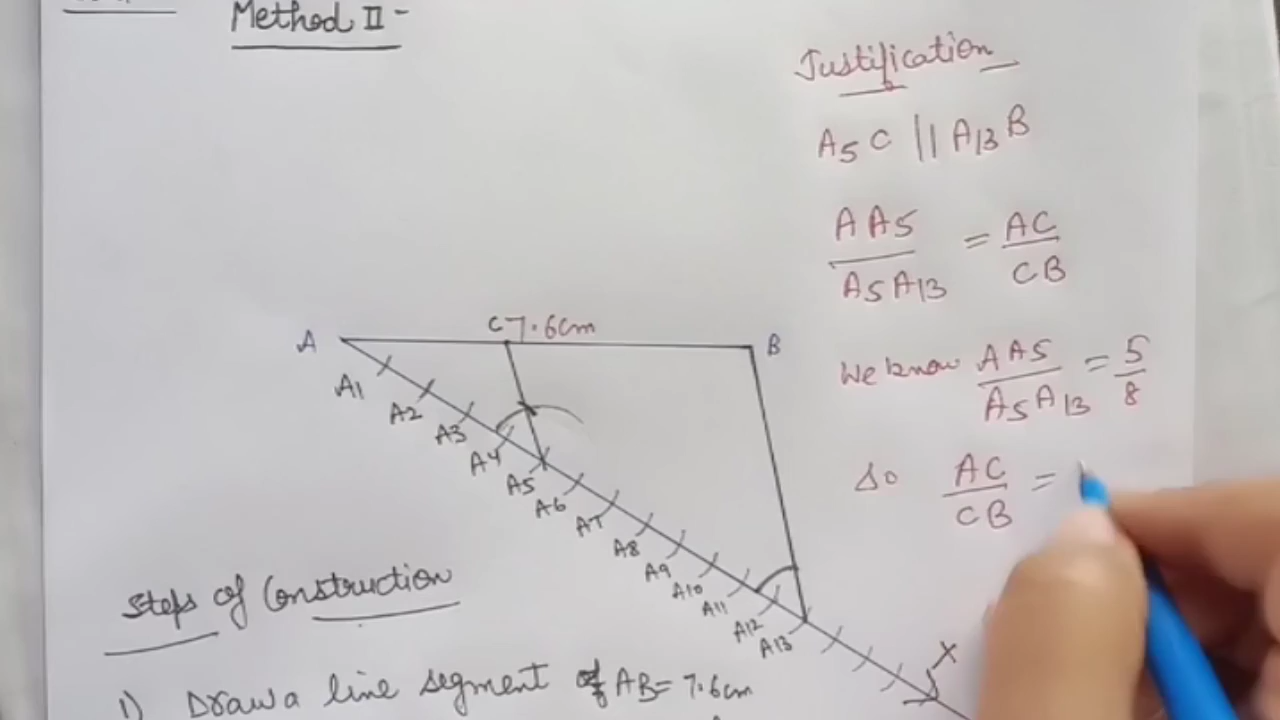 Method II -
Justification
A5C || A13B
AA5 / A5A13 = AC / CB
We know AA5 / A5A13 = 5 / 8
So AC / CB =
A
C 7.6cm
B
A1
A2
A3
A4
A5
A6
A7
A8
A9
A10
A11
A12
A13
X
Steps of Construction
1) Draw a line segment of AB = 7.6cm